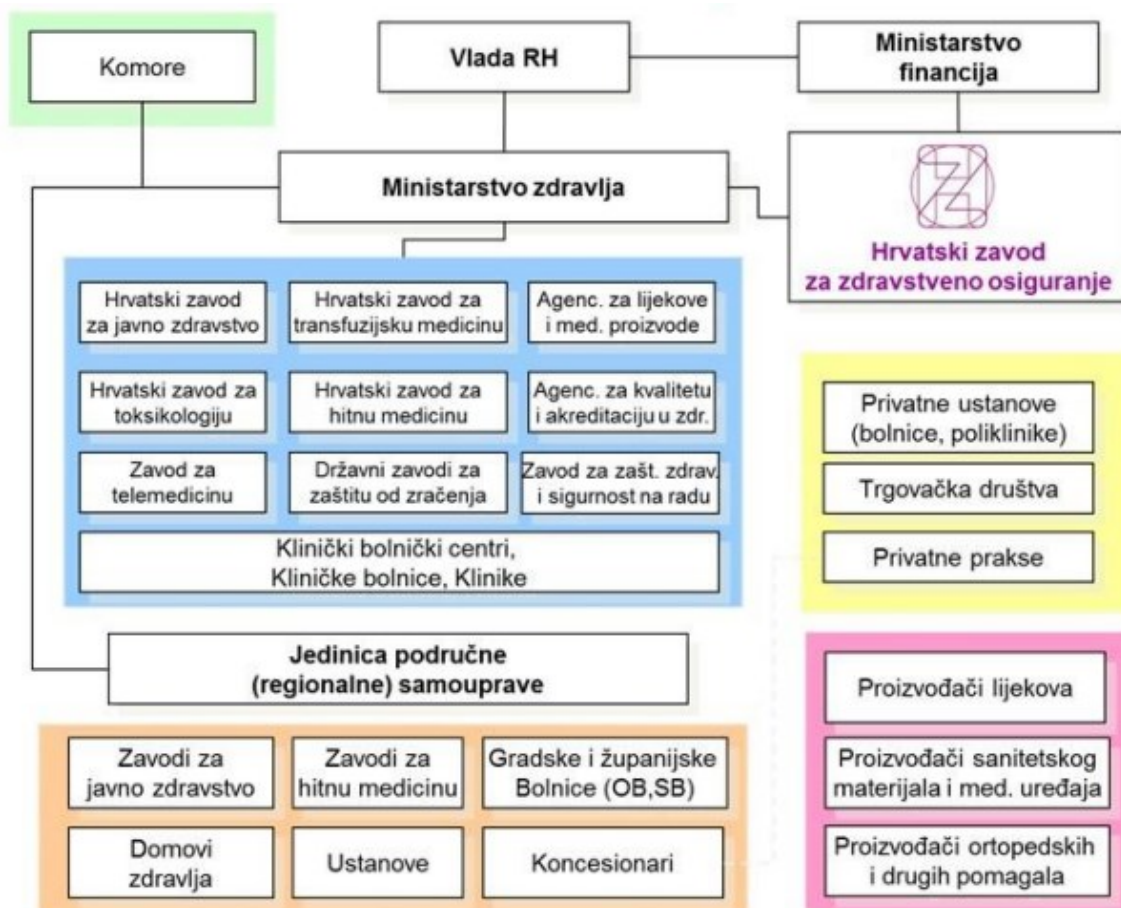 Komore
Vlada RH
Ministarstvo
financija
Ministarstvo zdravlja
Hrvatski zavod
za zdravstveno osiguranje
Hrvatski zavod
za javno zdravstvo
Hrvatski zavod za
transfuzijsku medicinu
Agenc. za lijekove
i med. proizvode
Hrvatski zavod za
toksikologiju
Hrvatski zavod za
hitnu medicinu
Agenc. za kvalitetu
i akreditaciju u zdr.
Zavod za
telemedicinu
Državni zavodi za
zaštitu od zračenja
Zavod za zašt. zdrav.
i sigurnost na radu
Klinički bolnički centri,
Kliničke bolnice, Klinike
Privatne ustanove
(bolnice, poliklinike)
Trgovačka društva
Privatne prakse
Jedinica područne
(regionalne) samouprave
Zavodi za
javno zdravstvo
Zavodi za
hitnu medicinu
Gradske i županijske
Bolnice (OB,SB)
Domovi
zdravlja
Ustanove
Koncesionari
Proizvođači lijekova
Proizvođači sanitetskog
materijala i med. uređaja
Proizvođači ortopedskih
i drugih pomagala